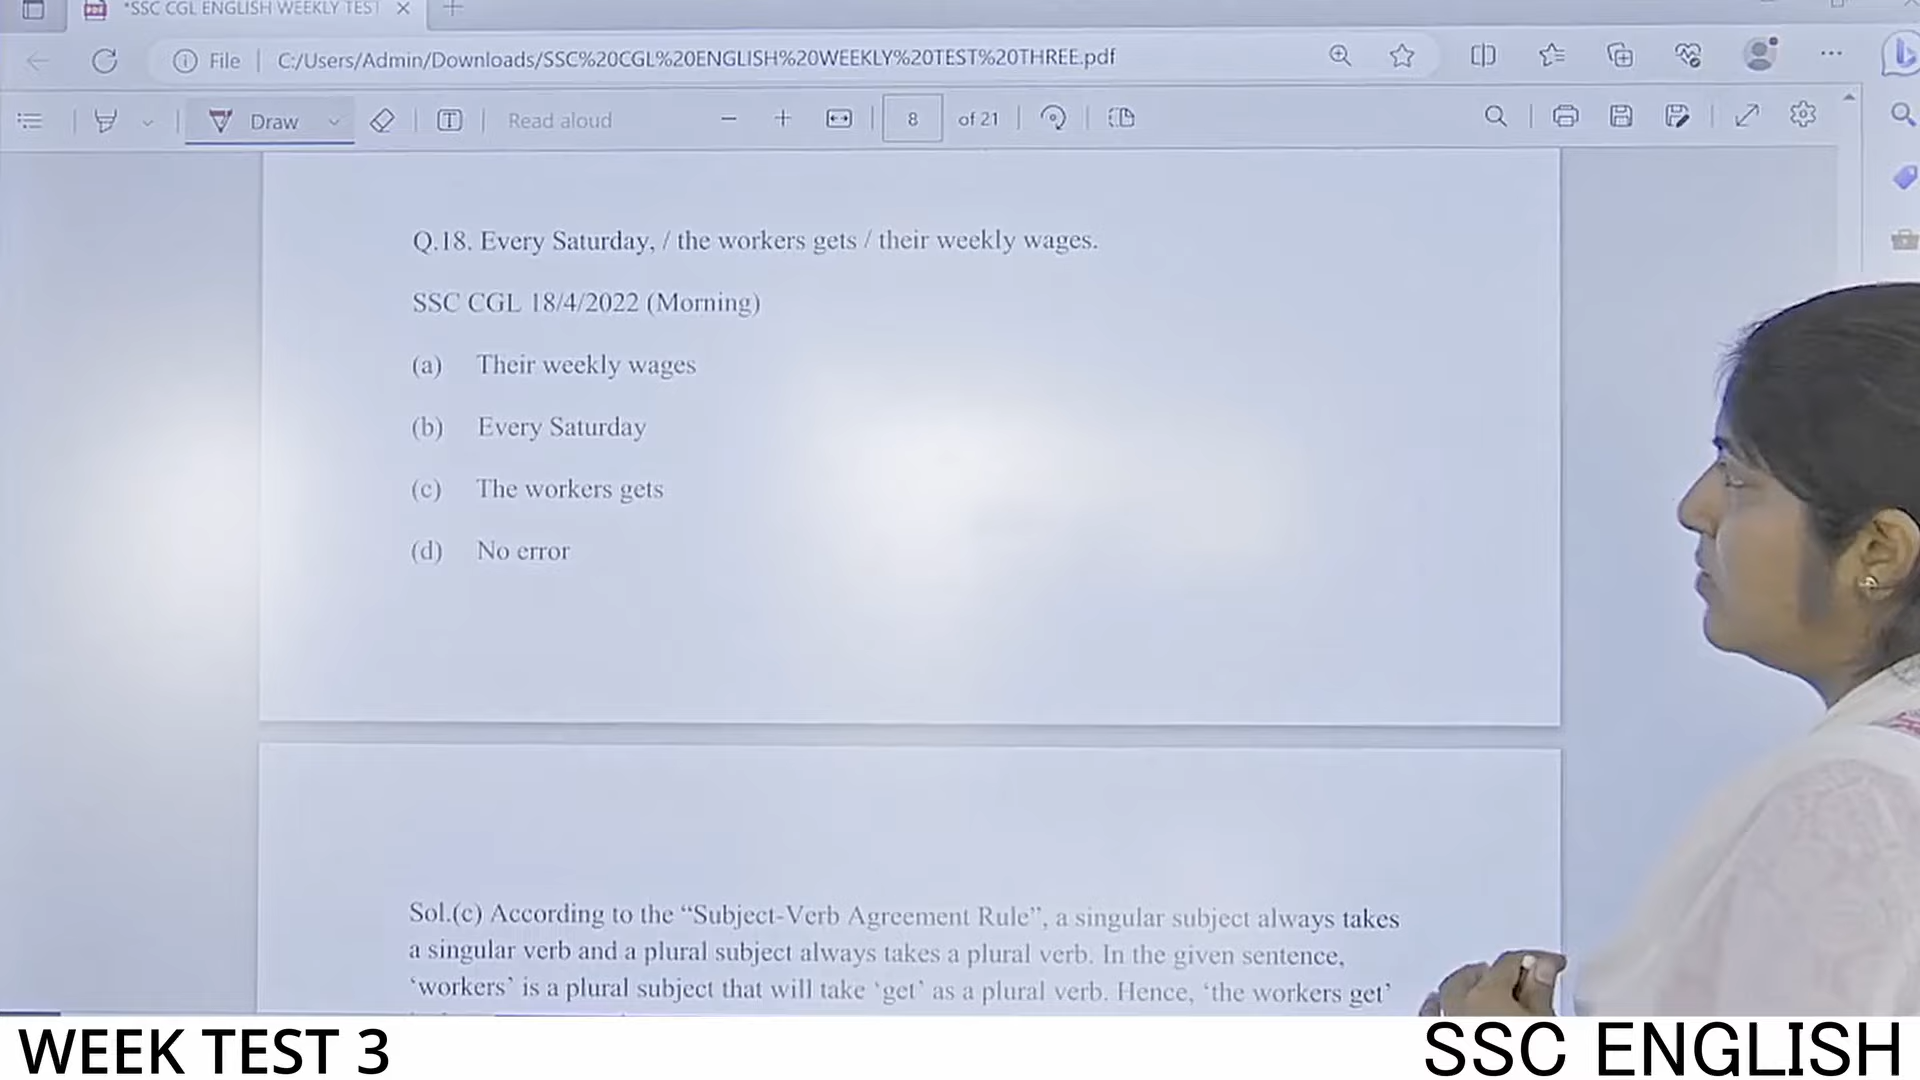 *SSC CGL ENGLISH WEEKLY TEST
File
C:/Users/Admin/Downloads/SSC%20CGL%20ENGLISH%20WEEKLY%20TEST%20THREE.pdf
Draw
Read aloud
8 of 21
Q.18. Every Saturday, / the workers gets / their weekly wages.
SSC CGL 18/4/2022 (Morning)
(a) Their weekly wages
(b) Every Saturday
(c) The workers gets
(d) No error
Sol.(c) According to the “Subject-Verb Agreement Rule”, a singular subject always takes
a singular verb and a plural subject always takes a plural verb. In the given sentence,
‘workers’ is a plural subject that will take ‘get’ as a plural verb. Hence, ‘the workers get’
WEEK TEST 3
SSC ENGLISH